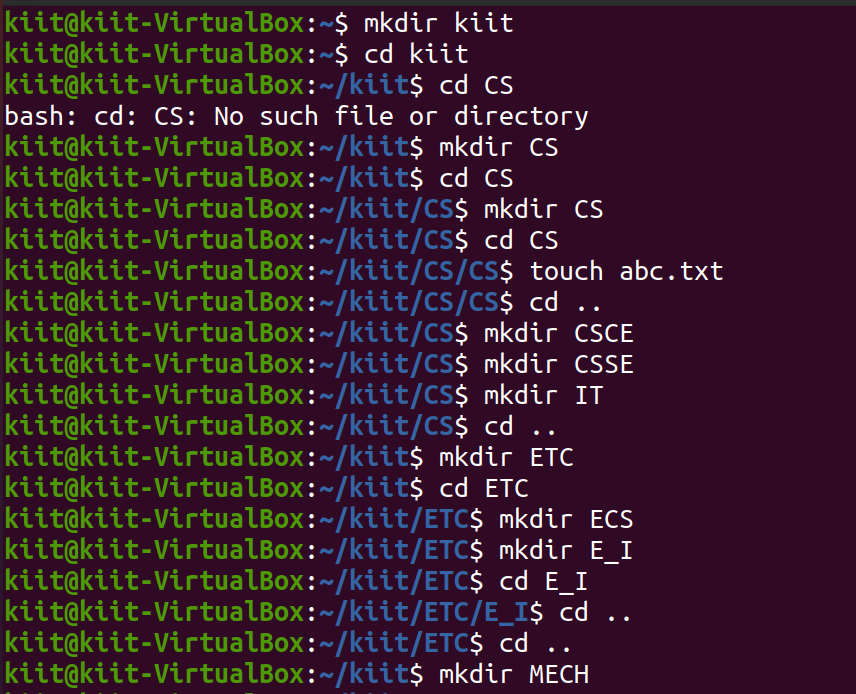 kiit@kiit-VirtualBox:~$ mkdir kiit
kiit@kiit-VirtualBox:~$ cd kiit
kiit@kiit-VirtualBox:~/kiit$ cd CS
bash: cd: CS: No such file or directory
kiit@kiit-VirtualBox:~/kiit$ mkdir CS
kiit@kiit-VirtualBox:~/kiit$ cd CS
kiit@kiit-VirtualBox:~/kiit/CS$ mkdir CS
kiit@kiit-VirtualBox:~/kiit/CS$ cd CS
kiit@kiit-VirtualBox:~/kiit/CS/CS$ touch abc.txt
kiit@kiit-VirtualBox:~/kiit/CS/CS$ cd ..
kiit@kiit-VirtualBox:~/kiit/CS$ mkdir CSCE
kiit@kiit-VirtualBox:~/kiit/CS$ mkdir CSSE
kiit@kiit-VirtualBox:~/kiit/CS$ mkdir IT
kiit@kiit-VirtualBox:~/kiit/CS$ cd ..
kiit@kiit-VirtualBox:~/kiit$ mkdir ETC
kiit@kiit-VirtualBox:~/kiit$ cd ETC
kiit@kiit-VirtualBox:~/kiit/ETC$ mkdir ECS
kiit@kiit-VirtualBox:~/kiit/ETC$ mkdir E_I
kiit@kiit-VirtualBox:~/kiit/ETC$ cd E_I
kiit@kiit-VirtualBox:~/kiit/ETC/E_I$ cd ..
kiit@kiit-VirtualBox:~/kiit/ETC$ cd ..
kiit@kiit-VirtualBox:~/kiit$ mkdir MECH